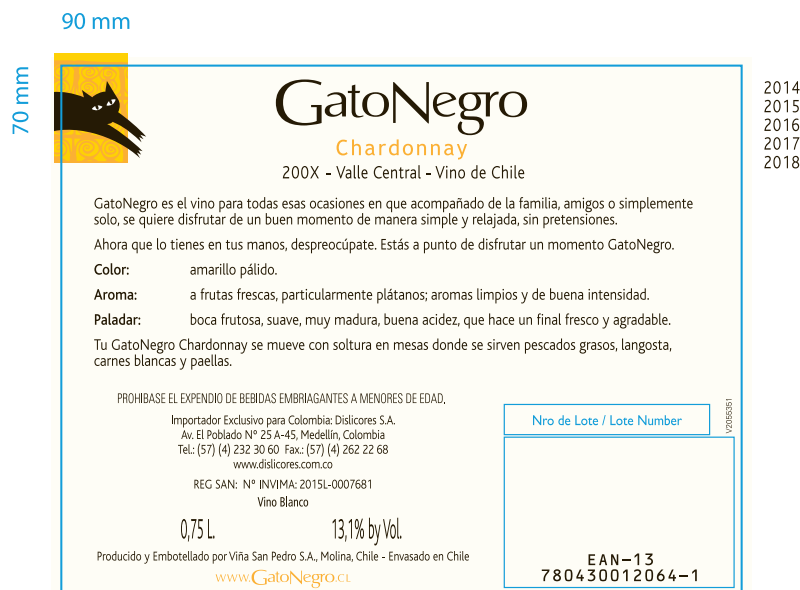 90 mm
70 mm
GatoNegro
Chardonnay
200X - Valle Central - Vino de Chile
2014
2015
2016
2017
2018
GatoNegro es el vino para todas esas ocasiones en que acompañado de la familia, amigos o simplemente
solo, se quiere disfrutar de un buen momento de manera simple y relajada, sin pretensiones.
Ahora que lo tienes en tus manos, despreocúpate. Estás a punto de disfrutar un momento GatoNegro.
Color: amarillo pálido.
Aroma: a frutas frescas, particularmente plátanos; aromas limpios y de buena intensidad.
Paladar: boca frutosa, suave, muy madura, buena acidez, que hace un final fresco y agradable.
Tu GatoNegro Chardonnay se mueve con soltura en mesas donde se sirven pescados grasos, langosta,
carnes blancas y paellas.
PROHIBASE EL EXPENDIO DE BEBIDAS EMBRIAGANTES A MENORES DE EDAD.
Importador Exclusivo para Colombia: Dislicores S.A.
Av. El Poblado Nº 25 A-45, Medellín, Colombia
Tel.: (57) (4) 232 30 60 Fax.: (57) (4) 262 22 68
www.dislicores.com.co
REG SAN: Nº INVIMA: 2015L-0007681
Vino Blanco
0,75 L. 13,1% by Vol.
Producido y Embotellado por Viña San Pedro S.A., Molina, Chile - Envasado en Chile
www.GatoNegro.cl
Nro de Lote / Lote Number
V2056351
EAN-13
780430012064-1